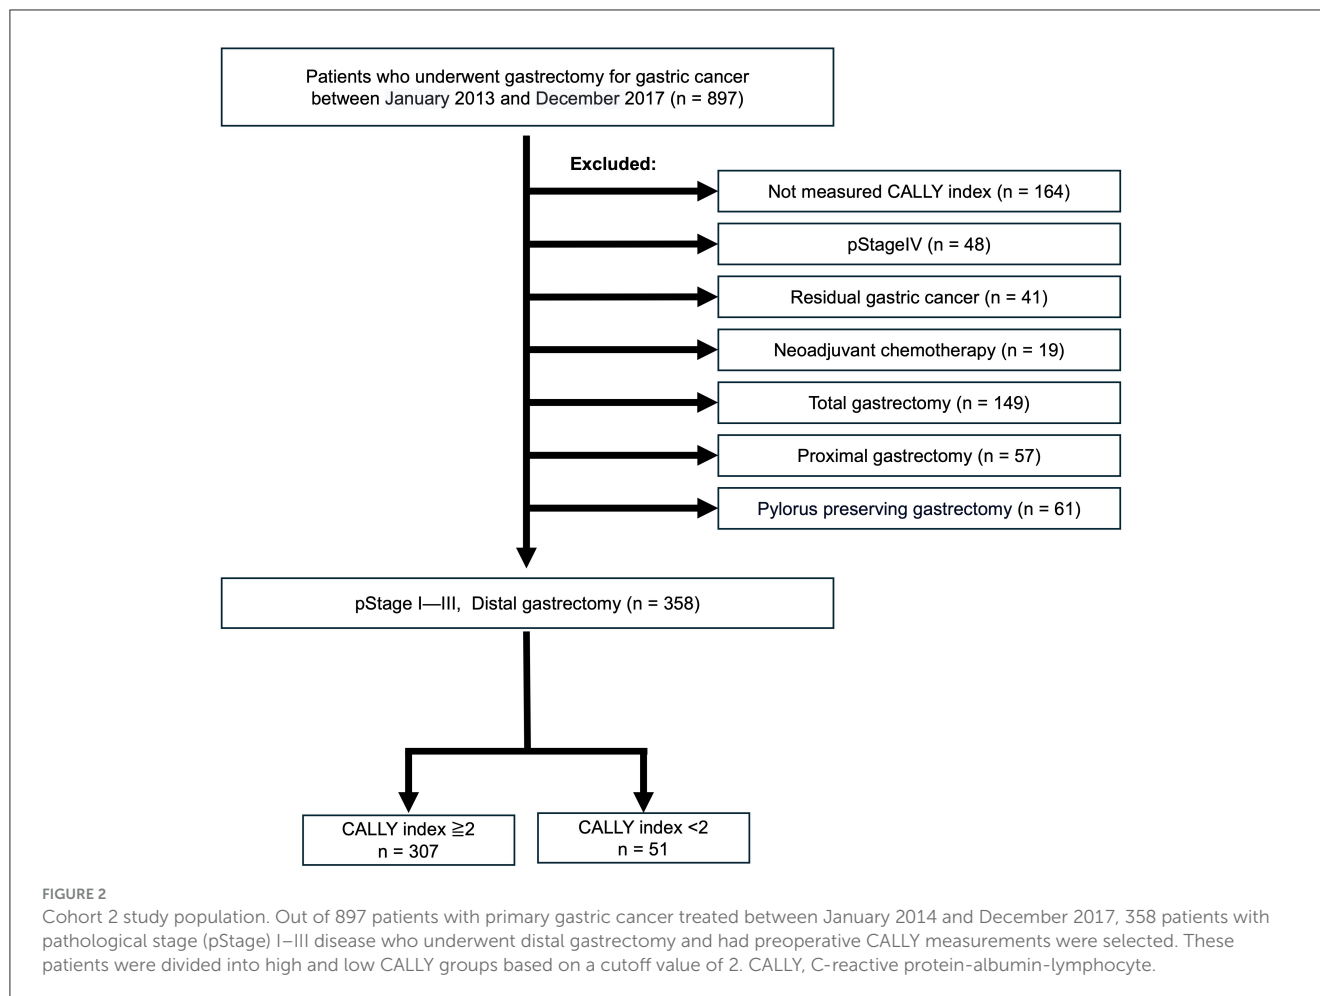 Patients who underwent gastrectomy for gastric cancer
between January 2013 and December 2017 (n = 897)
Excluded:
Not measured CALLY index (n = 164)
pStageIV (n = 48)
Residual gastric cancer (n = 41)
Neoadjuvant chemotherapy (n = 19)
Total gastrectomy (n = 149)
Proximal gastrectomy (n = 57)
Pylorus preserving gastrectomy (n = 61)
pStage I—III, Distal gastrectomy (n = 358)
CALLY index ≧2
n = 307
CALLY index <2
n = 51
FIGURE 2
Cohort 2 study population. Out of 897 patients with primary gastric cancer treated between January 2014 and December 2017, 358 patients with
pathological stage (pStage) I–III disease who underwent distal gastrectomy and had preoperative CALLY measurements were selected. These
patients were divided into high and low CALLY groups based on a cutoff value of 2. CALLY, C-reactive protein-albumin-lymphocyte.